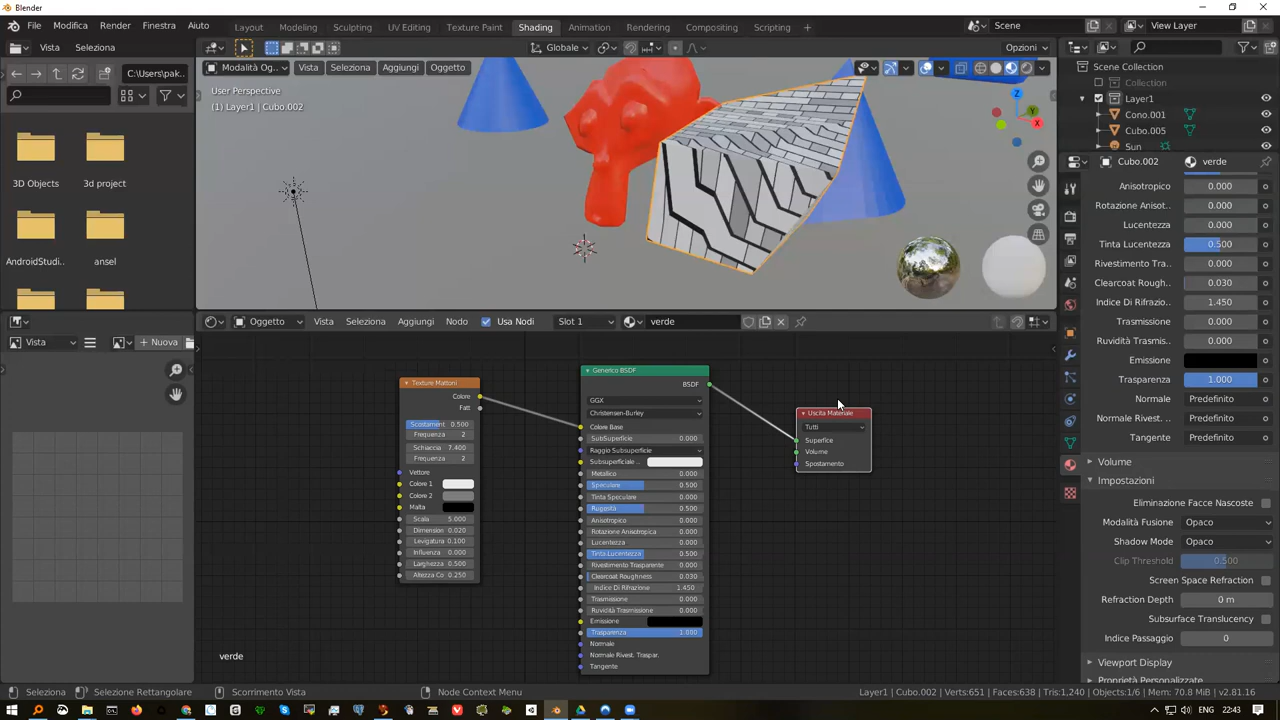 Blender
File
Render
Finestra
Aiuto
Layout
Modeling
Sculpting
UV Editing
Texture Paint
Shading
Animation
Rendering
Compositing
Scripting
+
Scene
View Layer
Vista
Seleziona
Globale
Opzioni
C:\Users\pak...
Modalità Og...
Vista
Seleziona
Aggiungi
Oggetto
User Perspective
(1) Layer1 | Cubo.002
Z
Y
X
3D Objects
3d project
AndroidStudi...
ansel
Scene Collection
Collection
Layer1
Cono.001
Cubo.005
Sun
Cubo.002
verde
Anisotropico 0.000
Rotazione Anisot... 0.000
Lucentezza 0.000
Tinta Lucentezza 0.500
Rivestimento Tra... 0.000
Clearcoat Rough... 0.030
Indice Di Rifrazio... 1.450
Trasmissione 0.000
Ruvidità Trasmis... 0.000
Emissione
Trasparenza 1.000
Normale Predefinito
Normale Rivest. ... Predefinito
Tangente Predefinito
Volume
Impostazioni
Eliminazione Facce Nascoste
Modalità Fusione Opaco
Shadow Mode Opaco
Clip Threshold 0.500
Screen Space Refraction
Refraction Depth 0 m
Subsurface Translucency
Indice Passaggio 0
Viewport Display
Proprietà Personalizzate
Vista
Nuova
Oggetto
Vista
Seleziona
Aggiungi
Nodo
Usa Nodi
Slot 1
verde
Texture Mattoni
Colore
Fatt
Scostament 0.500
Frequenza 2
Schiaccia 7.400
Frequenza 2
Vettore
Colore 1
Colore 2
Malta
Scala 5.000
Dimension 0.020
Levigatura 0.100
Influenza 0.000
Larghezza 0.500
Altezza Co 0.250
Generico BSDF
BSDF
GGX
Christensen-Burley
Colore Base
SubSuperficie 0.000
Raggio Subsuperficie
Subsuperficiale ..
Metallico 0.000
Speculare 0.500
Tinta Speculare 0.000
Rugosità 0.500
Anisotropico 0.000
Rotazione Anisotropica 0.000
Lucentezza 0.000
Tinta Lucentezza 0.500
Rivestimento Trasparente 0.000
Clearcoat Roughness 0.030
Indice Di Rifrazione 1.450
Trasmissione 0.000
Ruvidità Trasmissione 0.000
Emissione
Trasparenza 1.000
Normale
Normale Rivest. Traspar.
Tangente
Uscita Materiale
Tutti
Superfice
Volume
Spostamento
verde
Seleziona
Selezione Rettangolare
Scorrimento Vista
Node Context Menu
Layer1 | Cubo.002 | Verts:651 | Faces:638 | Tris:1,240 | Objects:1/6 | Mem: 70.8 MiB | v2.81.16
ITA
22:43